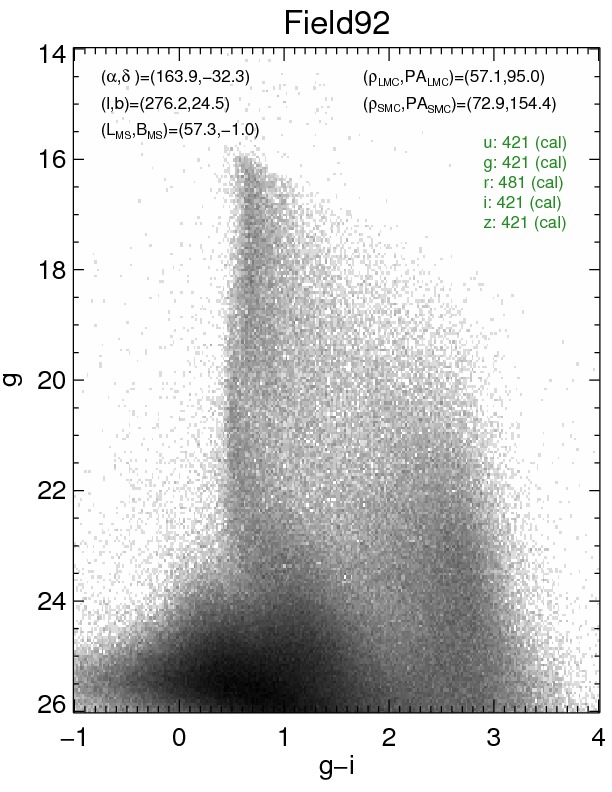 Field92
(α,δ )=(163.9,−32.3)
(ρLMC,PALMC)=(57.1,95.0)
(l,b)=(276.2,24.5)
(ρSMC,PASMC)=(72.9,154.4)
(LMS,BMS)=(57.3,−1.0)
u: 421 (cal)
g: 421 (cal)
r: 481 (cal)
i: 421 (cal)
z: 421 (cal)
14
16
18
20
22
24
26
g
−1 0 1 2 3 4
g−i